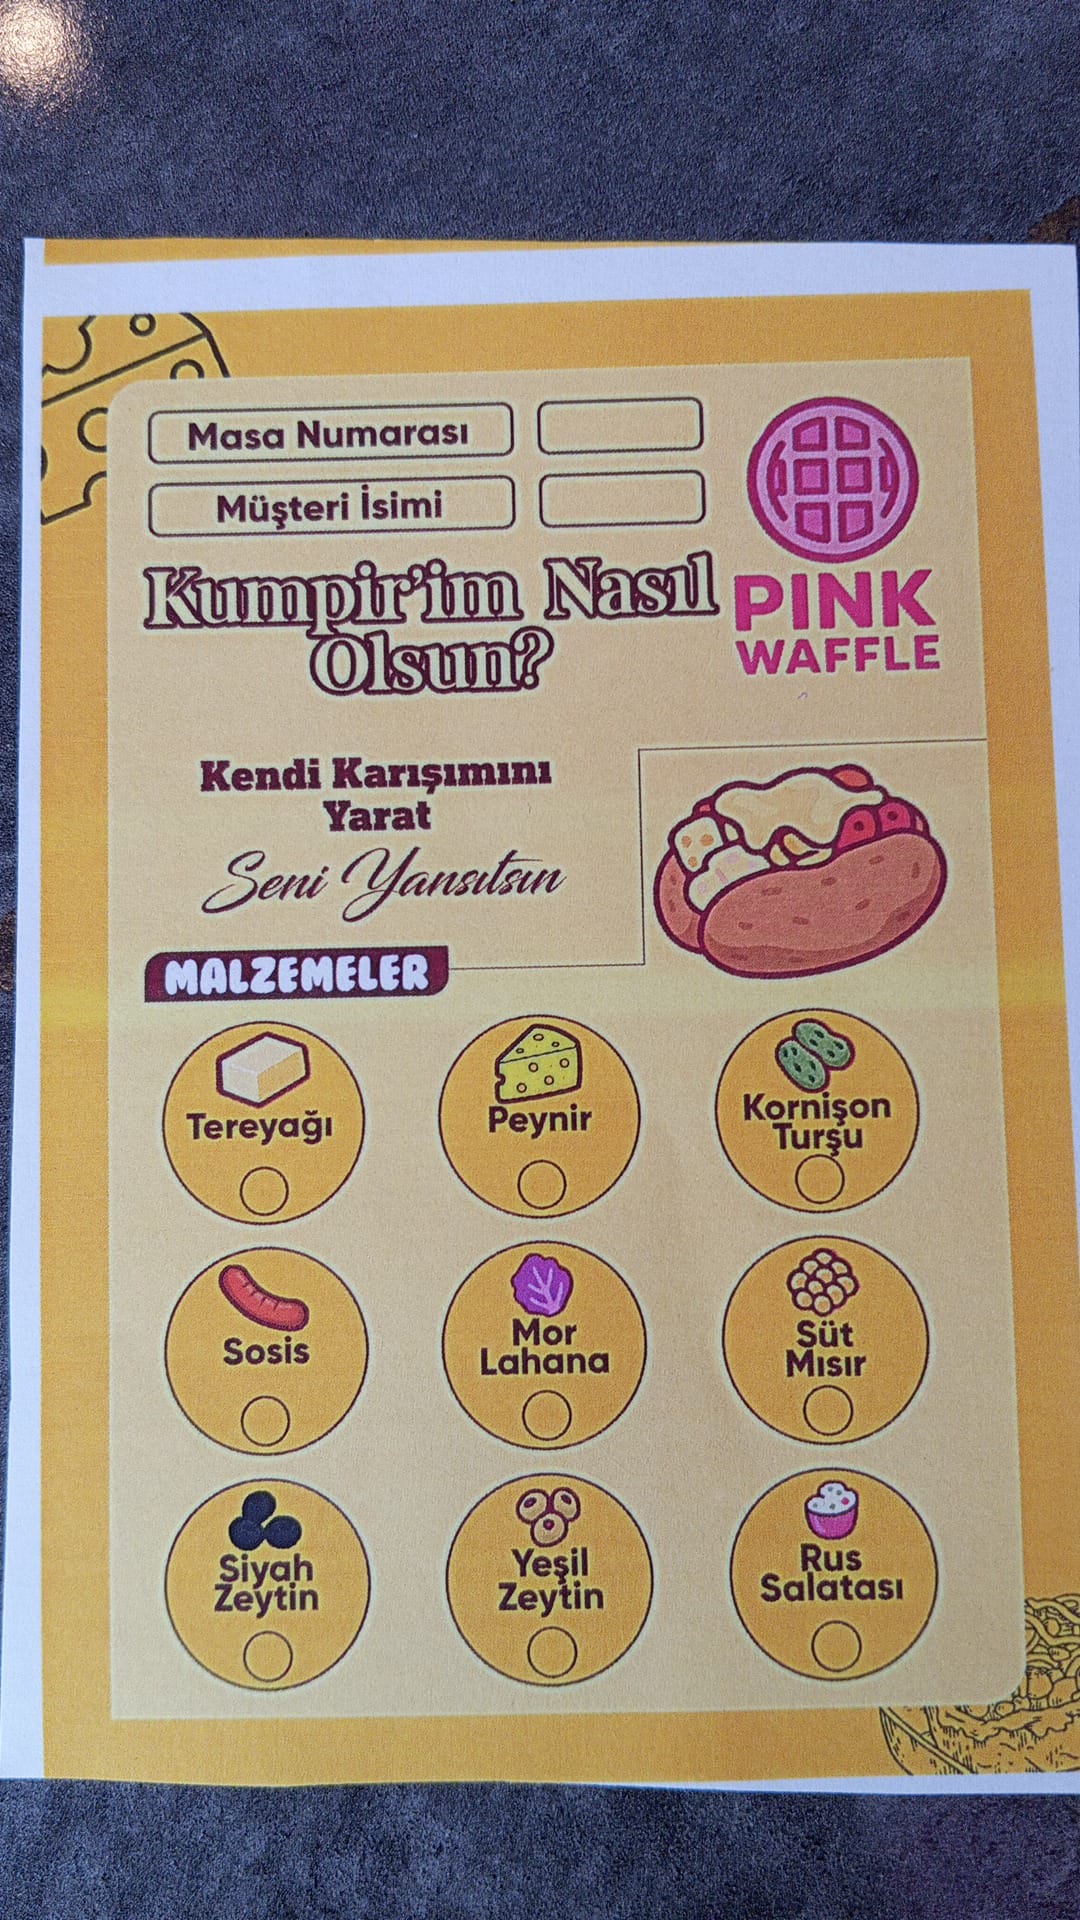 Masa Numarası
Müşteri İsimi
Kumpir'im Nasıl
Olsun?
PINK
WAFFLE
Kendi Karışımını
Yarat
Seni Yansıtsın
MALZEMELER
Tereyağı
Peynir
Kornişon
Turşu
Sosis
Mor
Lahana
Süt
Mısır
Siyah
Zeytin
Yeşil
Zeytin
Rus
Salatası